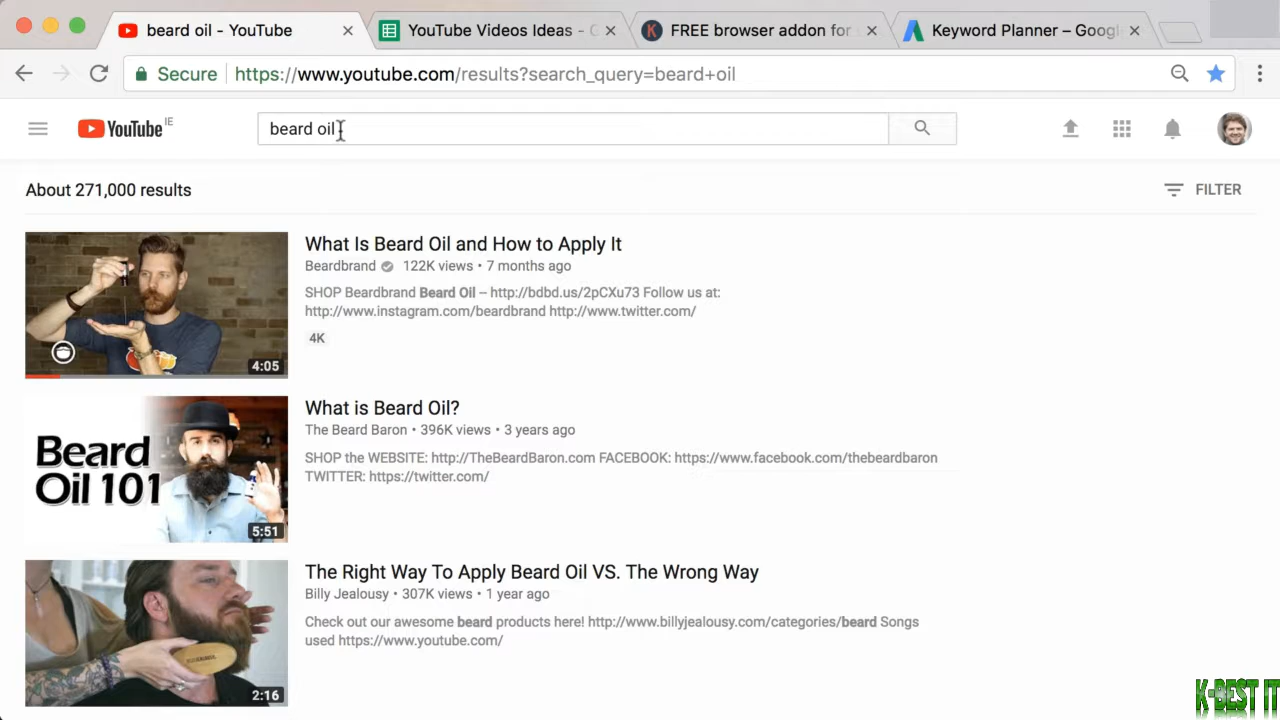 beard oil - YouTube
YouTube Videos Ideas - G
FREE browser addon for
Keyword Planner – Googl
Secure
https://www.youtube.com/results?search_query=beard+oil
YouTube IE
beard oil
About 271,000 results
FILTER
What Is Beard Oil and How to Apply It
Beardbrand 122K views • 7 months ago
SHOP Beardbrand Beard Oil -- http://bdbd.us/2pCXu73 Follow us at:
http://www.instagram.com/beardbrand http://www.twitter.com/
4K
4:05
What is Beard Oil?
The Beard Baron • 396K views • 3 years ago
Beard
Oil 101
SHOP the WEBSITE: http://TheBeardBaron.com FACEBOOK: https://www.facebook.com/thebeardbaron
TWITTER: https://twitter.com/
5:51
The Right Way To Apply Beard Oil VS. The Wrong Way
Billy Jealousy • 307K views • 1 year ago
Check out our awesome beard products here! http://www.billyjealousy.com/categories/beard Songs
used https://www.youtube.com/
2:16
K-BEST IT